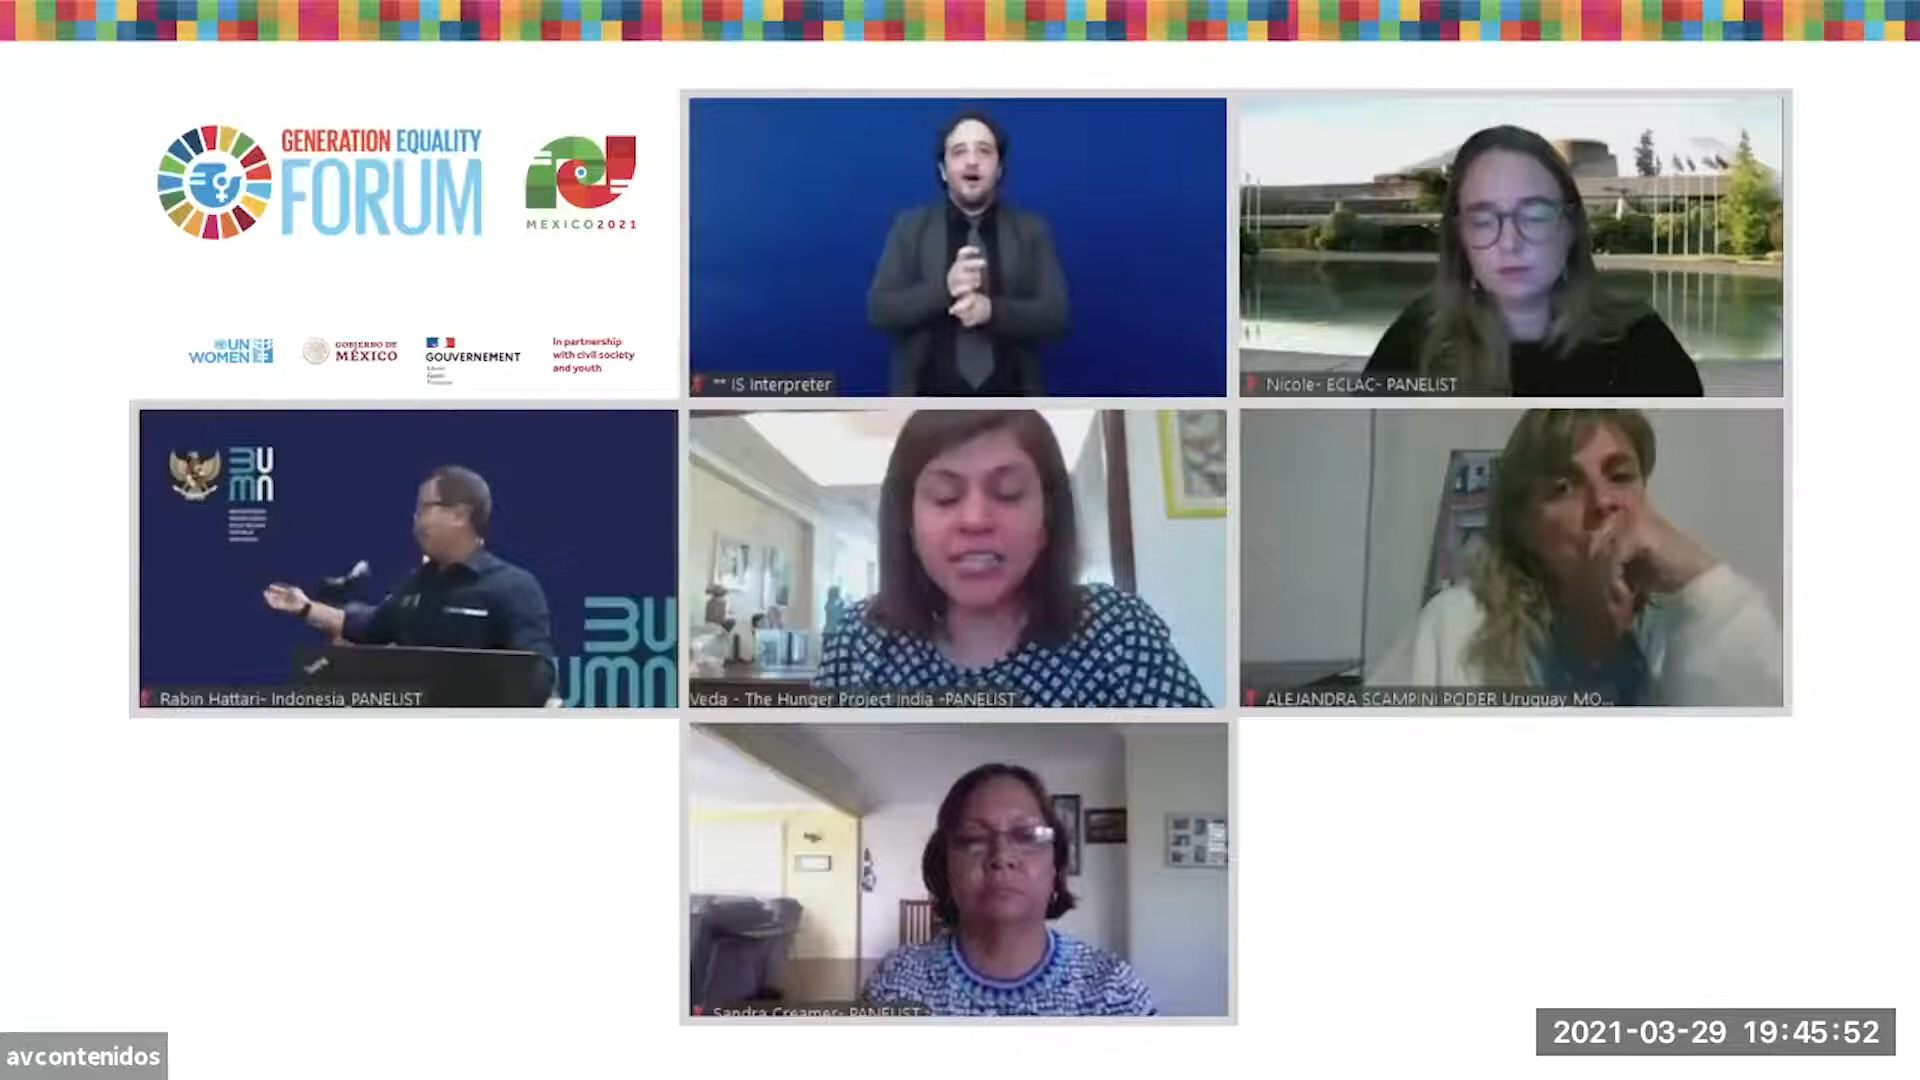 GENERATION EQUALITY
FORUM
MEXICO2021
UN
WOMEN
GOBIERNO DE
MÉXICO
GOUVERNEMENT
In partnership
with civil society
and youth
** IS Interpreter
Nicole- ECLAC- PANELIST
Rabin Hattari- Indonesia PANELIST
Veda - The Hunger Project India -PANELIST
ALEJANDRA SCAMPINI PODER Uruguay MO...
Sandra Creamer- PANELIST
2021-03-29 19:45:52
avcontenidos